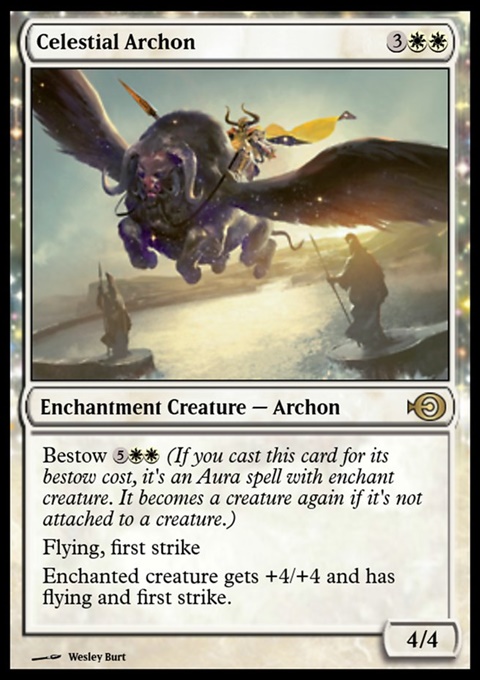 Celestial Archon 3
Enchantment Creature — Archon
Bestow 5 (If you cast this card for its
bestow cost, it's an Aura spell with enchant
creature. It becomes a creature again if it's not
attached to a creature.)
Flying, first strike
Enchanted creature gets +4/+4 and has
flying and first strike.
4/4
Wesley Burt